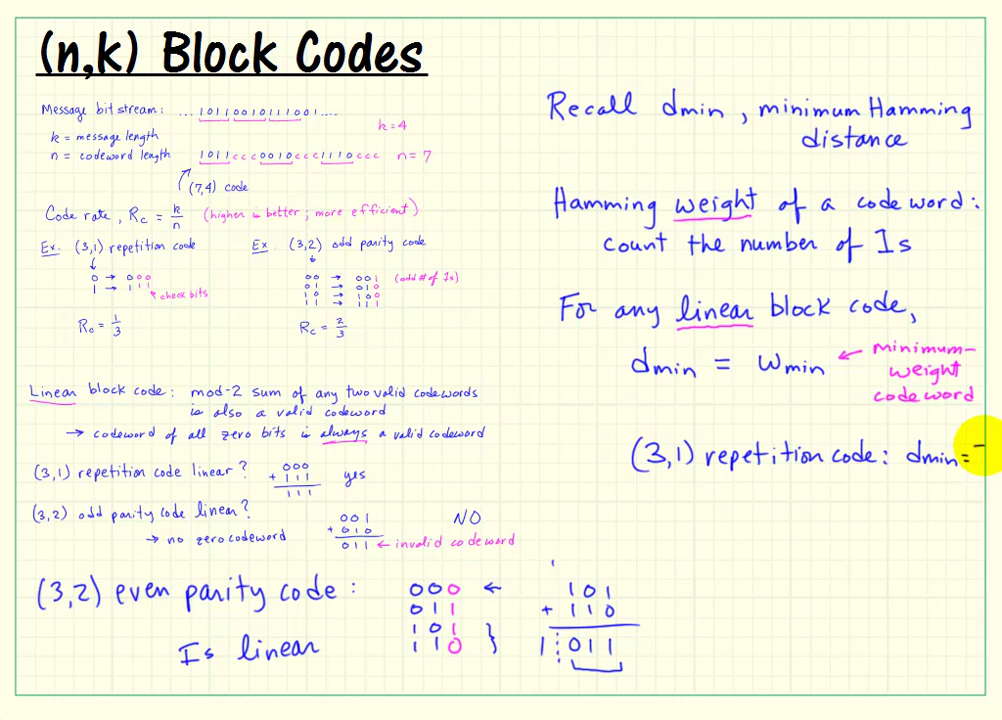 (n,k) Block Codes
Message bit stream: ...10110010111001....
k=4
k = message length
n = codeword length 1011ccc0010ccc1110ccc n=7
(7,4) code
Code rate, Rc = k/n (higher is better; more efficient)
Ex. (3,1) repetition code
0 → 000
1 → 111
check bits
Rc = 1/3
Ex. (3,2) odd parity code
00 → 001 (odd # of 1s)
01 → 010
10 → 100
11 → 111
Rc = 2/3
Linear block code: mod-2 sum of any two valid codewords
is also a valid codeword
→ codeword of all zero bits is always a valid codeword
(3,1) repetition code linear? 000 yes
+ 111
111
(3,2) odd parity code linear?
→ no zero codeword
001 NO
+ 010
011 ← invalid codeword
(3,2) even parity code:
Is linear
000 ←
011
101
110 }
101
+ 110
1 011
Recall dmin, minimum Hamming
distance
Hamming weight of a code word:
count the number of 1s
For any linear block code,
dmin = wmin ← minimum-
weight
codeword
(3,1) repetition code: dmin=